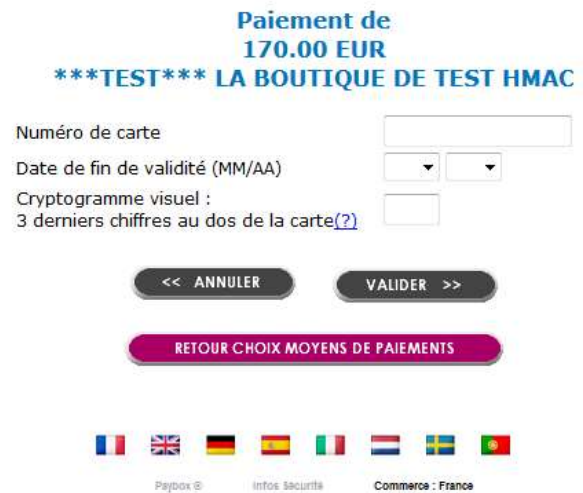 Paiement de
170.00 EUR
***TEST*** LA BOUTIQUE DE TEST HMAC
Numéro de carte
Date de fin de validité (MM/AA)
Cryptogramme visuel :
3 derniers chiffres au dos de la carte(?)
<< ANNULER
VALIDER >>
RETOUR CHOIX MOYENS DE PAIEMENTS
Paybox ® Infos Sécurité Commerce : France